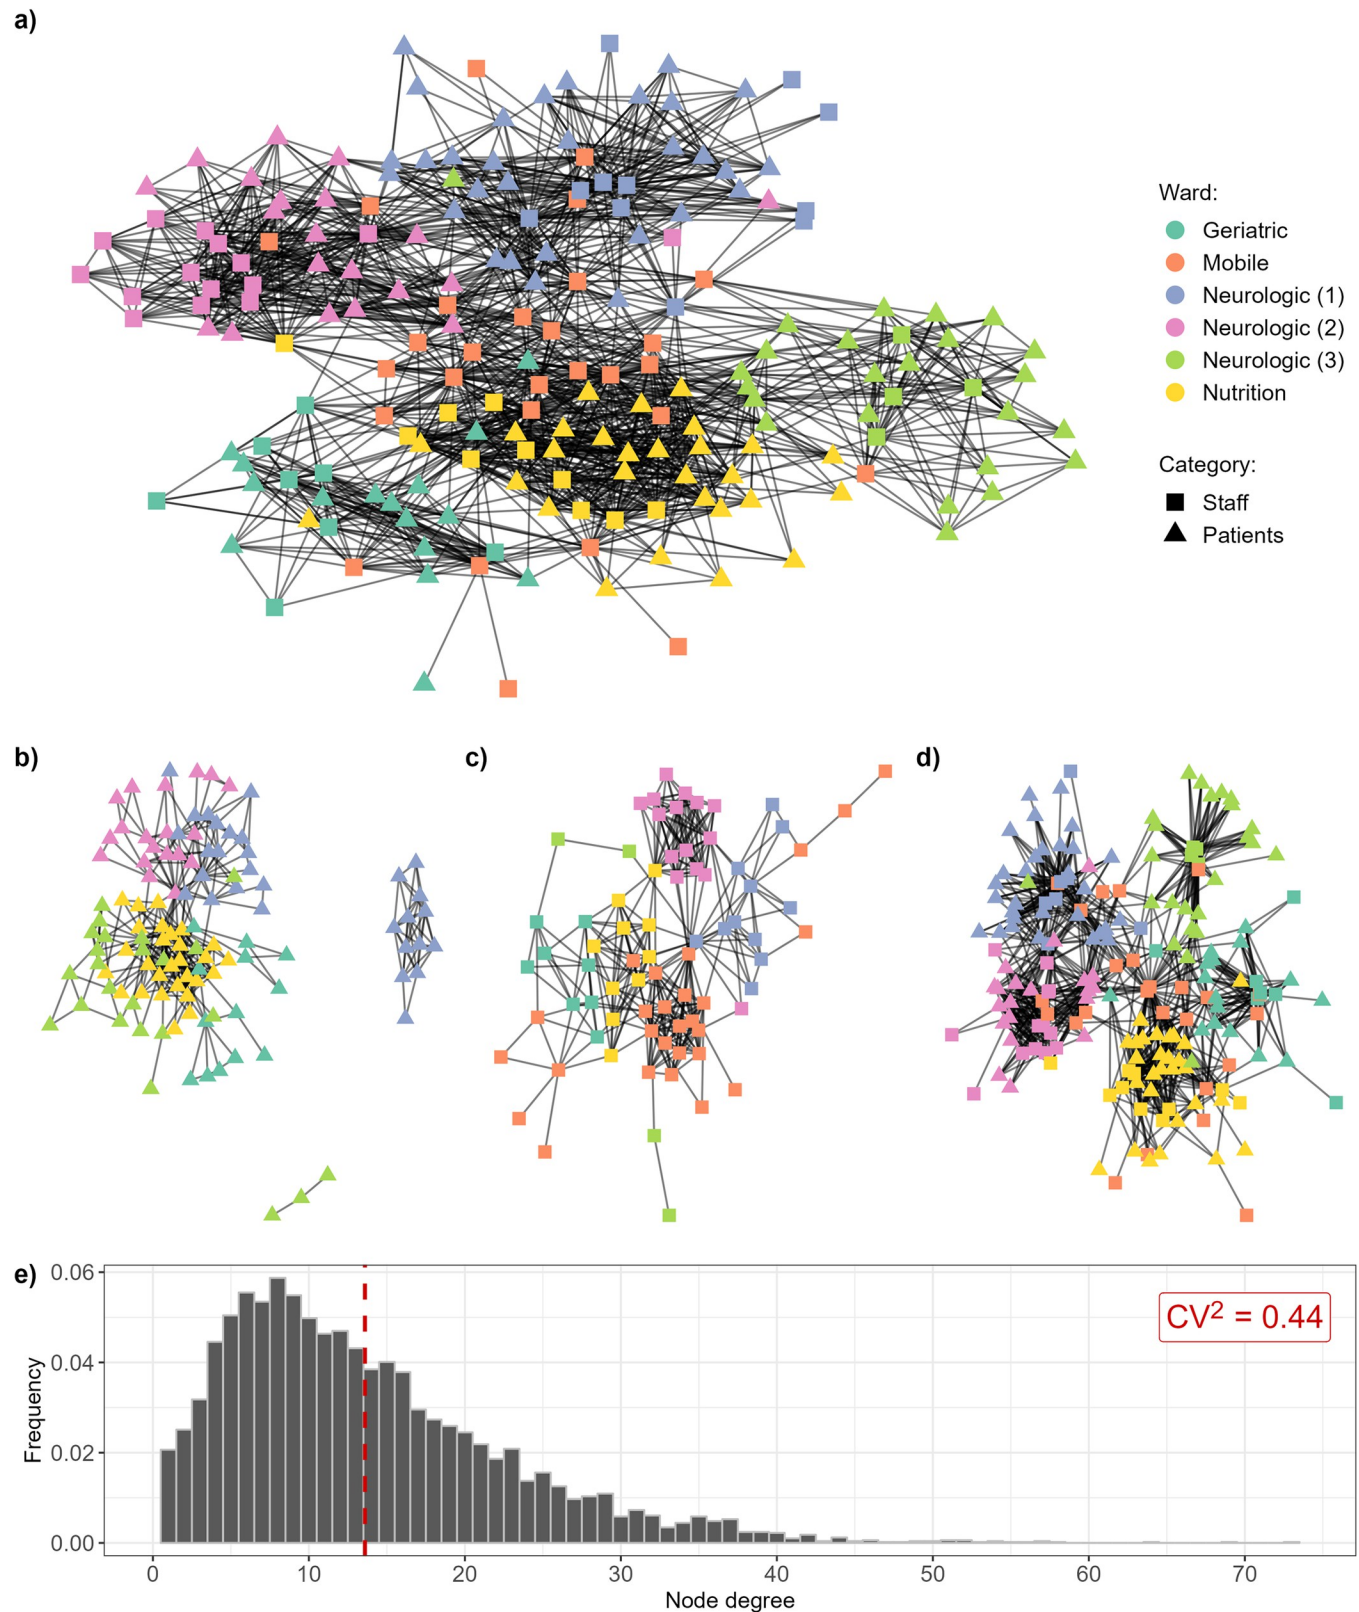 a)
Ward:
Geriatric
Mobile
Neurologic (1)
Neurologic (2)
Neurologic (3)
Nutrition
Category:
Staff
Patients
b)
c)
d)
e)
0.06
0.04
0.02
0.00
Frequency
CV² = 0.44
0 10 20 30 40 50 60 70
Node degree